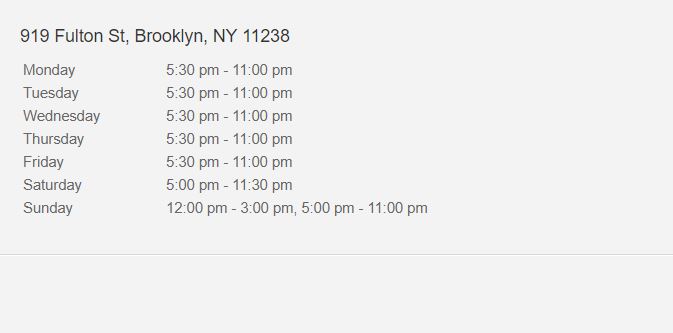 919 Fulton St, Brooklyn, NY 11238
Monday 5:30 pm - 11:00 pm
Tuesday 5:30 pm - 11:00 pm
Wednesday 5:30 pm - 11:00 pm
Thursday 5:30 pm - 11:00 pm
Friday 5:30 pm - 11:00 pm
Saturday 5:00 pm - 11:30 pm
Sunday 12:00 pm - 3:00 pm, 5:00 pm - 11:00 pm